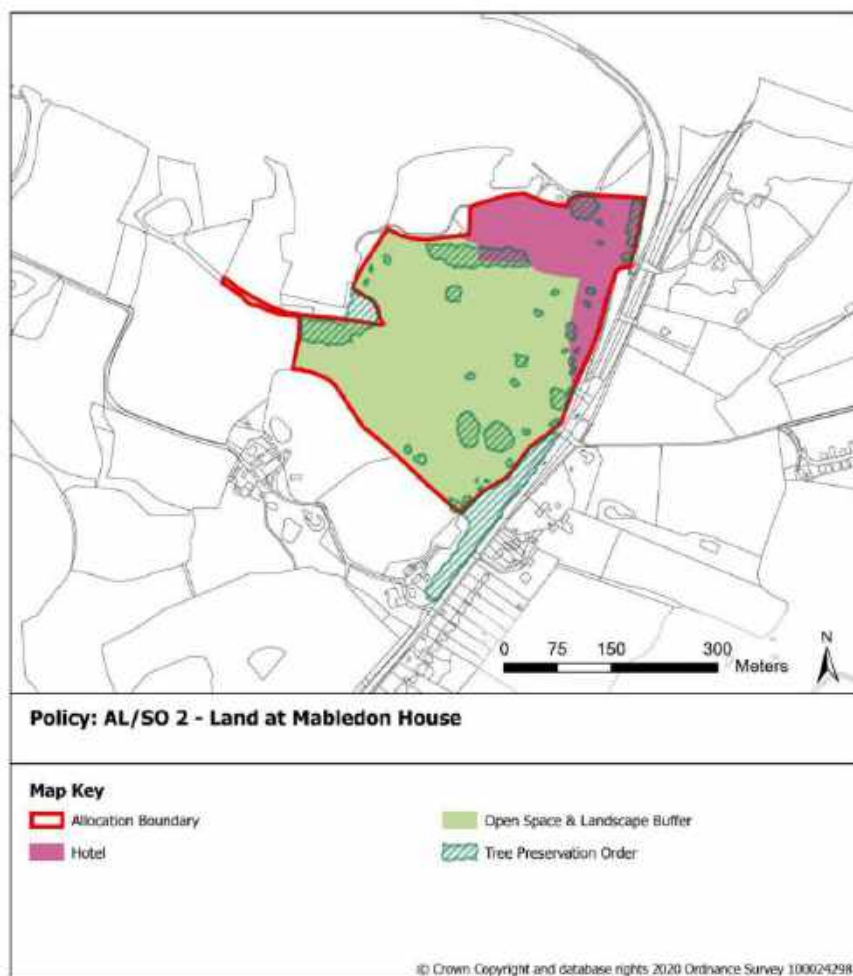 N
0 75 150 300 Meters
Policy: AL/SO 2 - Land at Mabledon House
Map Key
Allocation Boundary
Open Space & Landscape Buffer
Hotel
Tree Preservation Order
© Crown Copyright and database rights 2020 Ordnance Survey 100024298